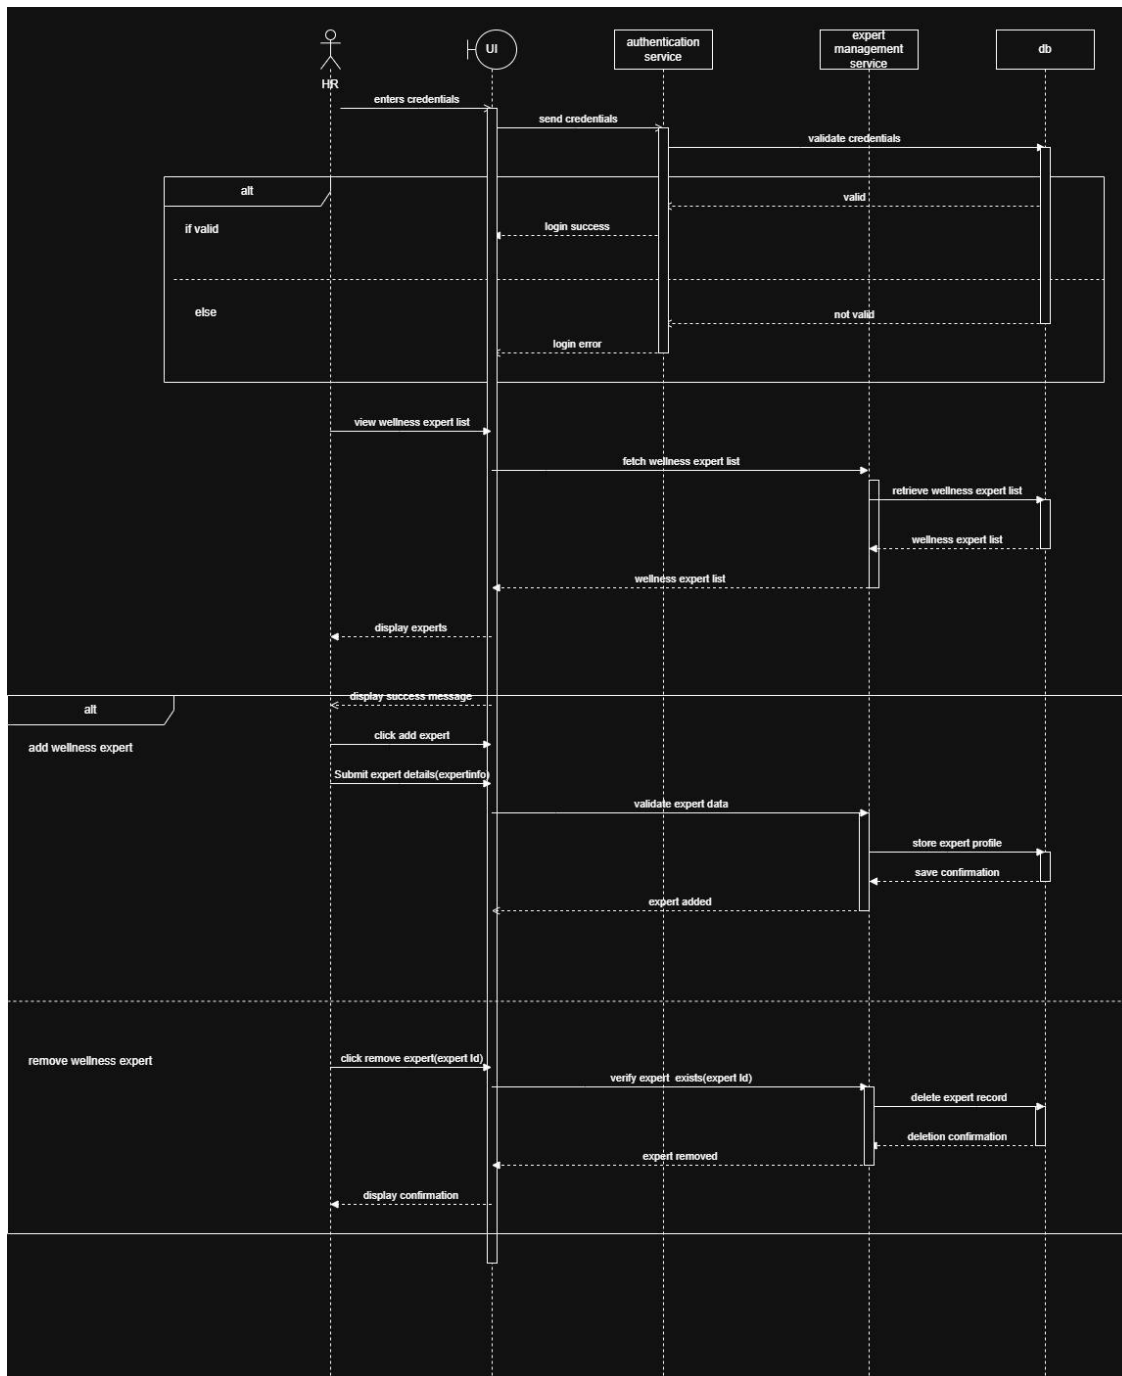 HR
UI
authentication
service
expert
management
service
db
enters credentials
send credentials
validate credentials
alt
valid
if valid
login success
else
not valid
login error
view wellness expert list
fetch wellness expert list
retrieve wellness expert list
wellness expert list
wellness expert list
display experts
display success message
alt
click add expert
add wellness expert
Submit expert details(expertinfo)
validate expert data
store expert profile
save confirmation
expert added
remove wellness expert
click remove expert(expert Id)
verify expert exists(expert Id)
delete expert record
deletion confirmation
expert removed
display confirmation